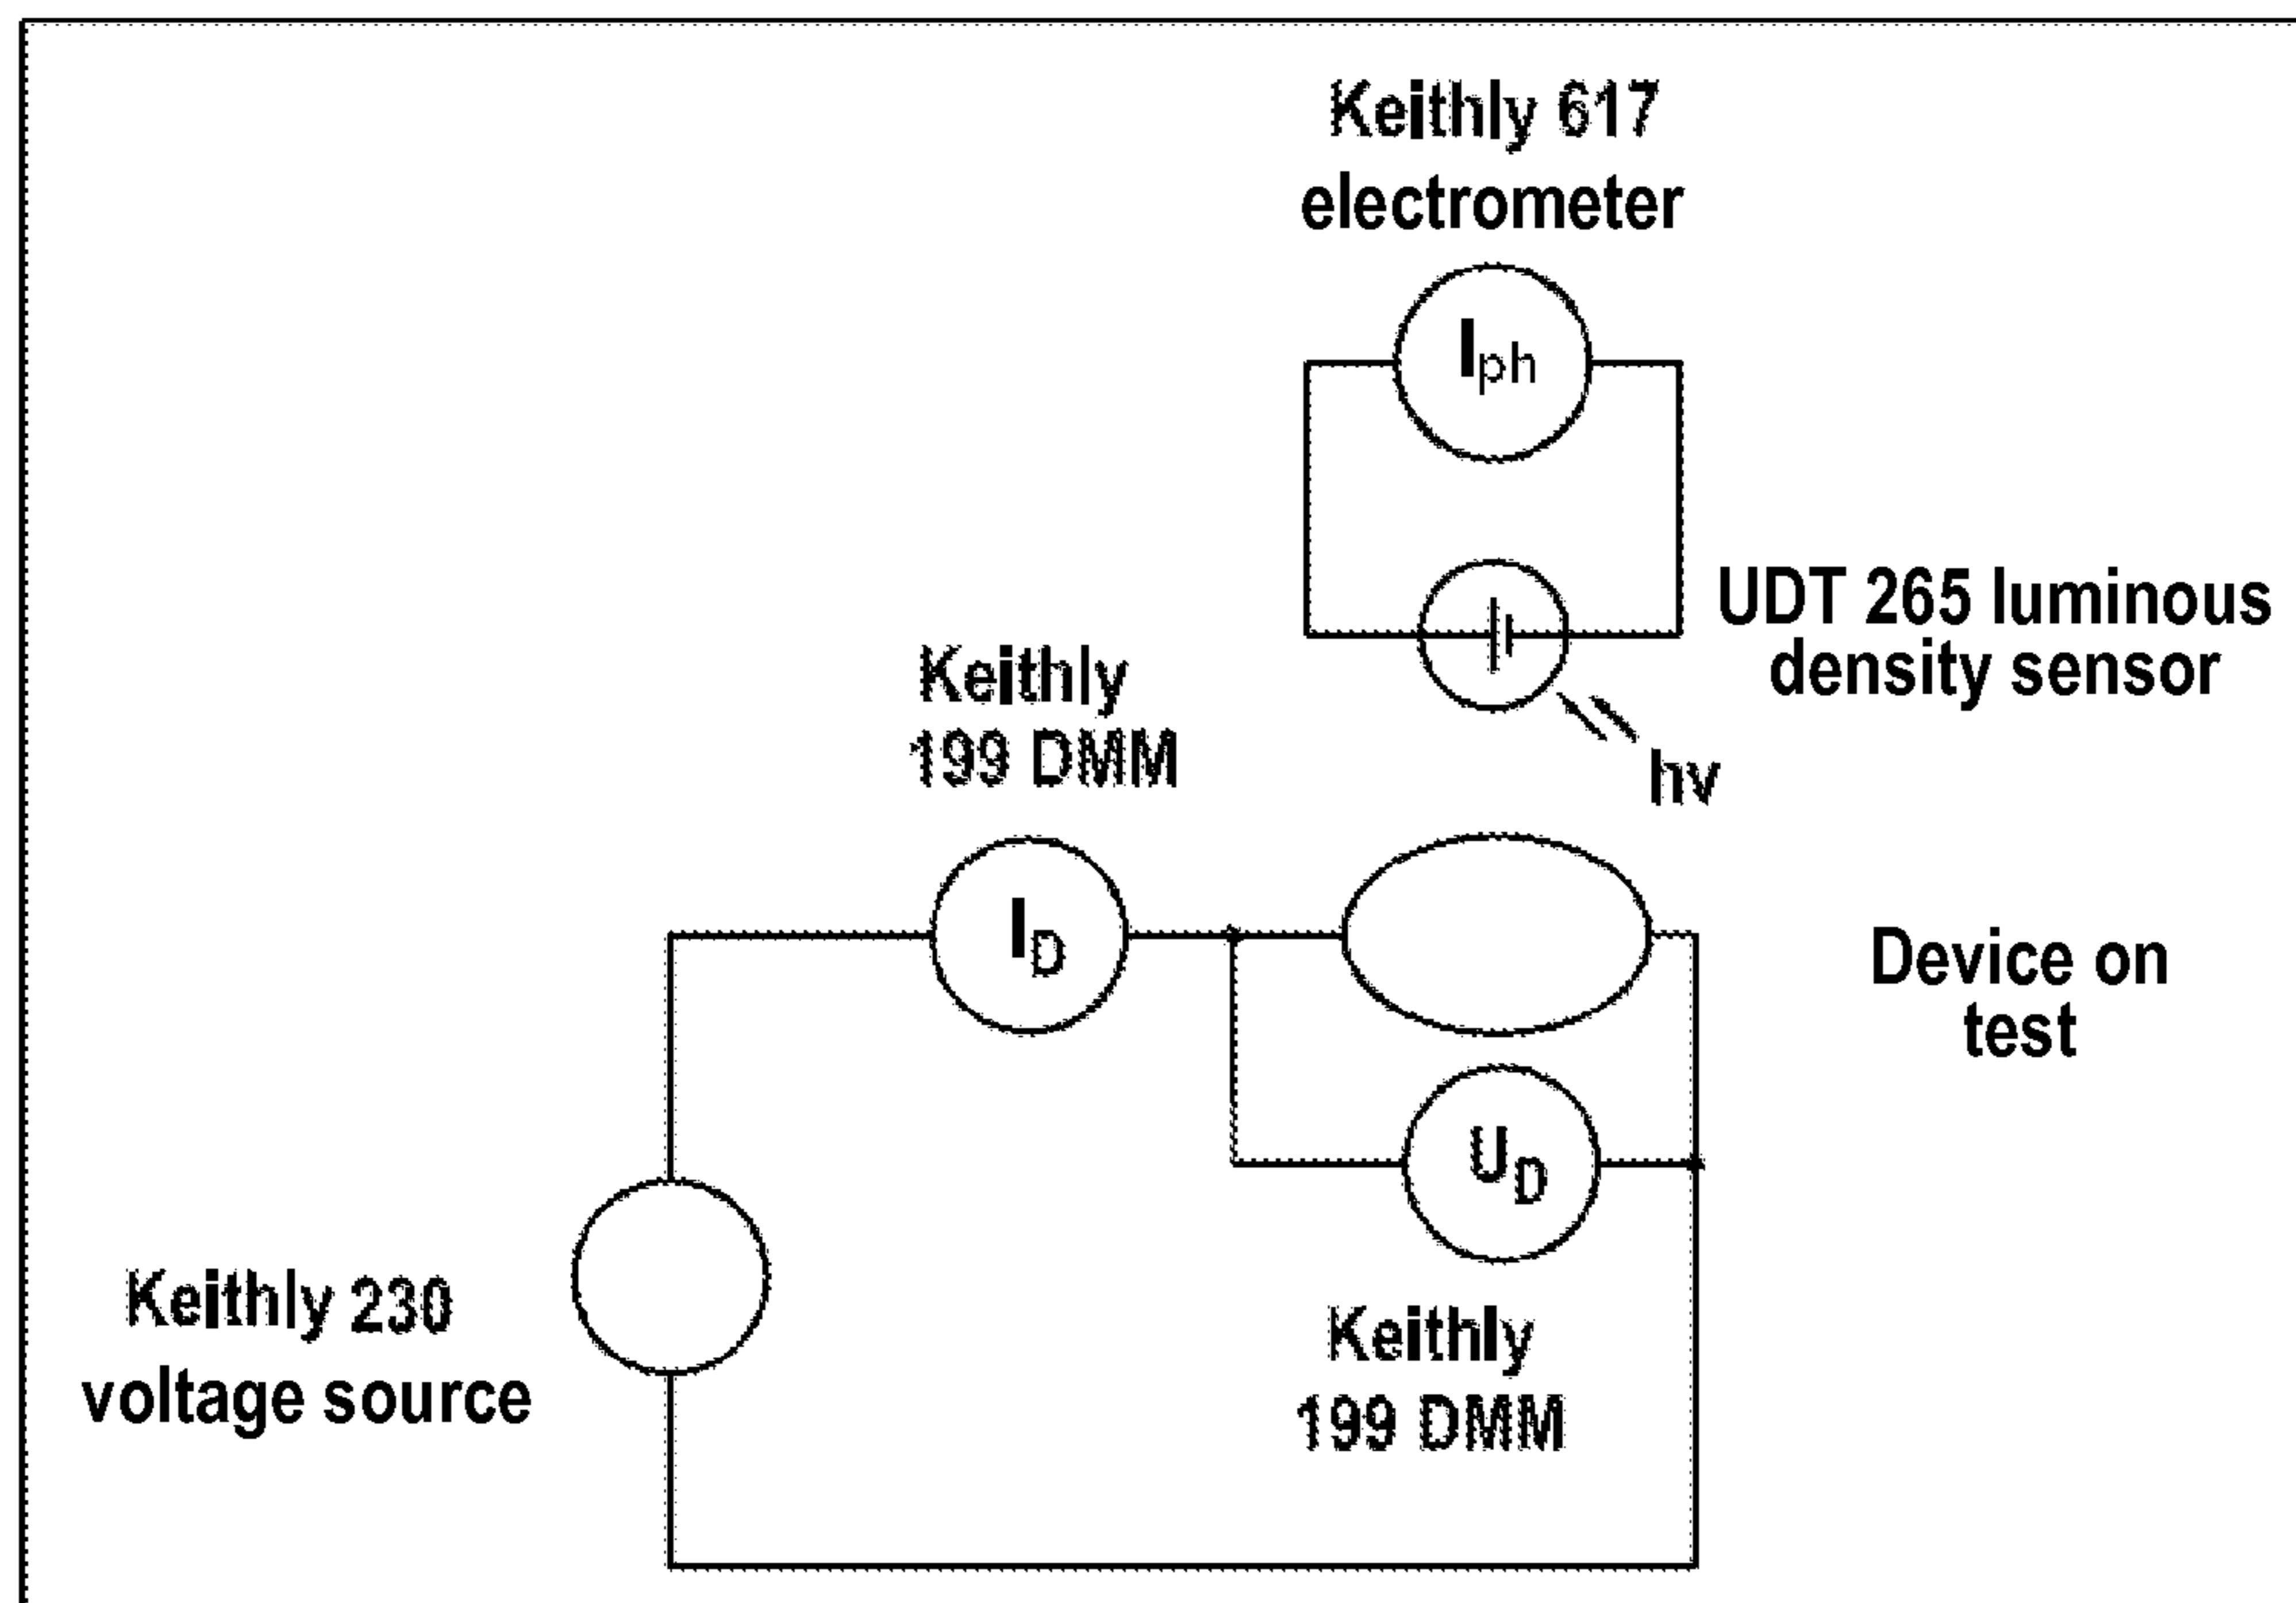 Keithly 617
electrometer
Iph
UDT 265 luminous
density sensor
Keithly
199 DMM
hv
ID
Device on
test
UD
Keithly 230
voltage source
Keithly
199 DMM